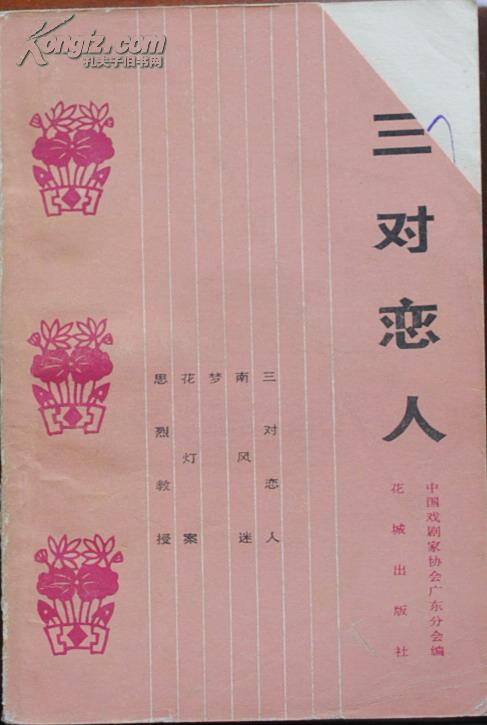 Kongfz.com
孔夫子旧书网
三对恋人
中国戏剧家协会广东分会编
花城出版社
三对恋人
南风迷
梦
花灯案
思烈教授